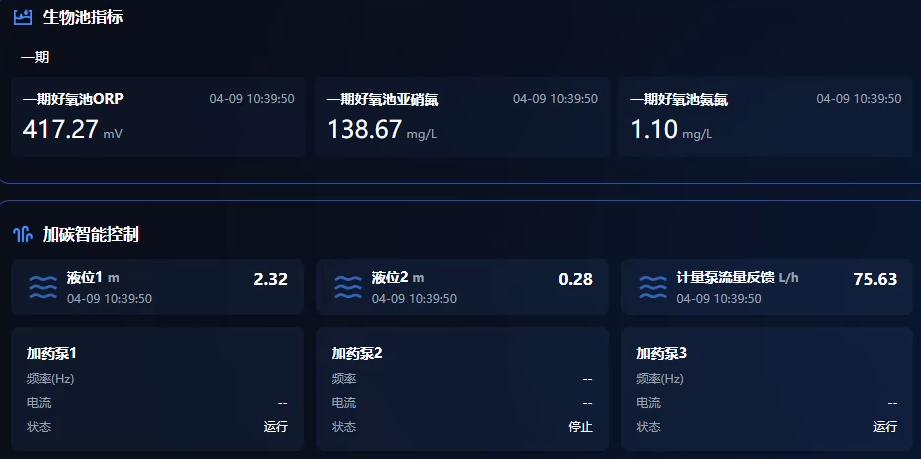 生物池指标
一期
一期好氧池ORP 04-09 10:39:50
417.27 mV
一期好氧池亚硝氮 04-09 10:39:50
138.67 mg/L
一期好氧池氨氮 04-09 10:39:50
1.10 mg/L
加碳智能控制
液位1 m 2.32
04-09 10:39:50
液位2 m 0.28
04-09 10:39:50
计量泵流量反馈 L/h 75.63
04-09 10:39:50
加药泵1
频率(Hz)
电流 --
状态 运行
加药泵2
频率 --
电流 --
状态 停止
加药泵3
频率(Hz)
电流 --
状态 运行